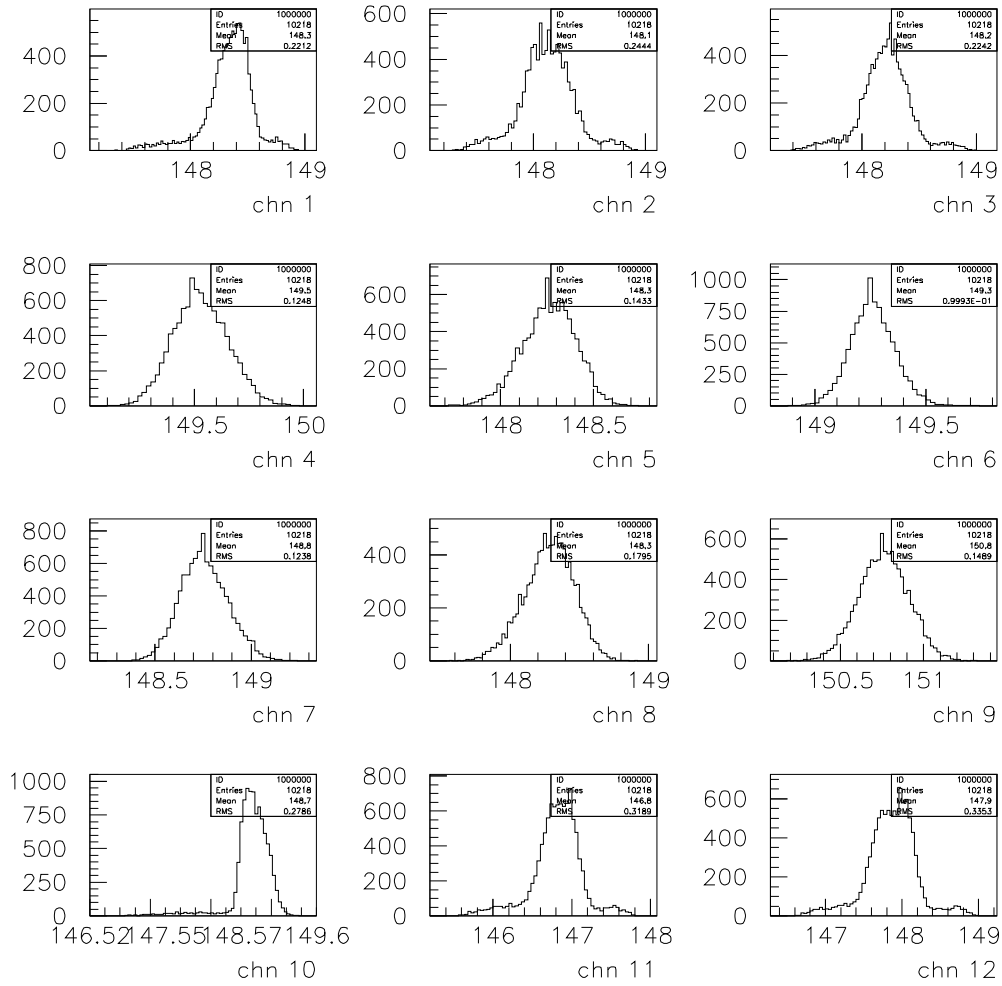 ID 1000000
Entries 10218
Mean 148.3
RMS 0.2212
400
200
0
148 149
chn 1
ID 1000000
Entries 10218
Mean 148.1
RMS 0.2444
600
400
200
0
148 149
chn 2
ID 1000000
Entries 10218
Mean 148.2
RMS 0.2242
400
200
0
148 149
chn 3
ID 1000000
Entries 10218
Mean 149.5
RMS 0.1248
800
600
400
200
0
149.5 150
chn 4
ID 1000000
Entries 10218
Mean 148.3
RMS 0.1433
600
400
200
0
148 148.5
chn 5
ID 1000000
Entries 10218
Mean 149.3
RMS 0.9993E-01
1000
750
500
250
0
149 149.5
chn 6
ID 1000000
Entries 10218
Mean 148.8
RMS 0.1238
800
600
400
200
0
148.5 149
chn 7
ID 1000000
Entries 10218
Mean 148.3
RMS 0.1795
400
200
0
148 149
chn 8
ID 1000000
Entries 10218
Mean 150.8
RMS 0.1489
600
400
200
0
150.5 151
chn 9
ID 1000000
Entries 10218
Mean 148.7
RMS 0.2786
1000
750
500
250
0
146.52 147.55 148.57 149.6
chn 10
ID 1000000
Entries 10218
Mean 146.8
RMS 0.3189
800
600
400
200
0
146 147 148
chn 11
ID 1000000
Entries 10218
Mean 147.9
RMS 0.3353
600
400
200
0
147 148 149
chn 12